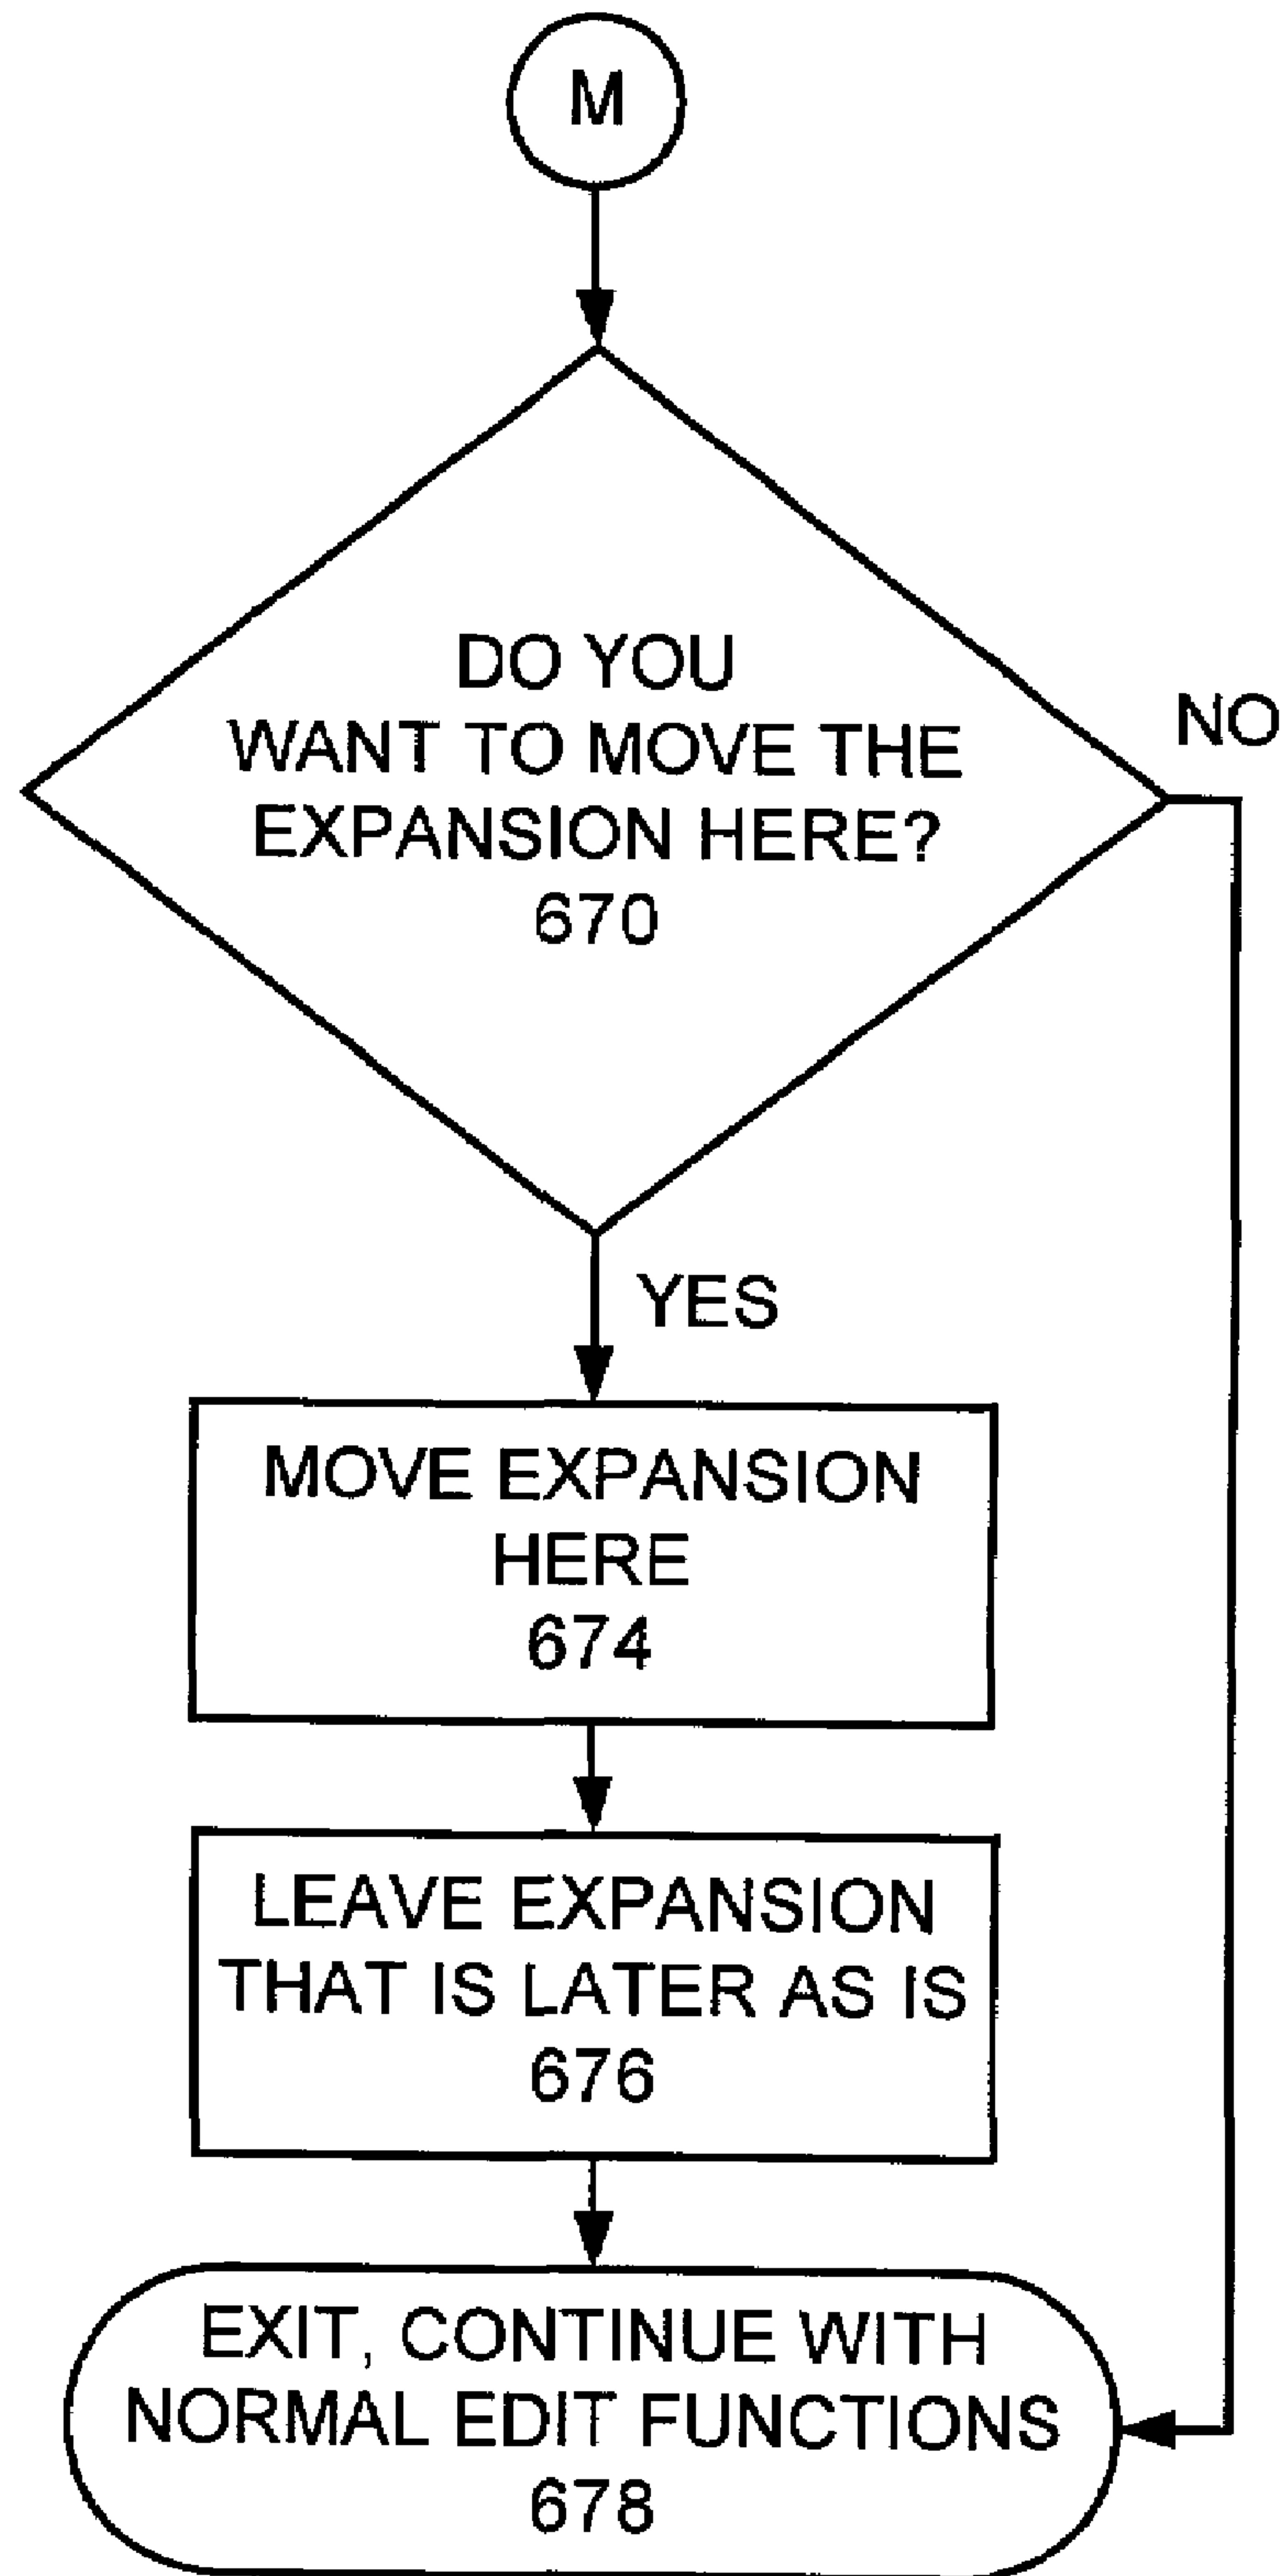 M
DO YOU
WANT TO MOVE THE
EXPANSION HERE?
670
NO
YES
MOVE EXPANSION
HERE
674
LEAVE EXPANSION
THAT IS LATER AS IS
676
EXIT, CONTINUE WITH
NORMAL EDIT FUNCTIONS
678